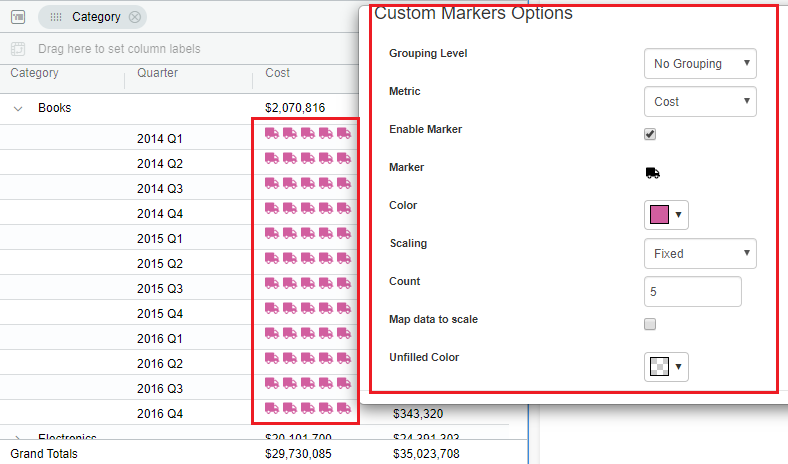 Category
Drag here to set column labels
Category Quarter Cost
Books $2,070,816
2014 Q1
2014 Q2
2014 Q3
2014 Q4
2015 Q1
2015 Q2
2015 Q3
2015 Q4
2016 Q1
2016 Q2
2016 Q3
2016 Q4 $343,320
Electronics $20,101,700 $24,391,303
Grand Totals $29,730,085 $35,023,708
Custom Markers Options
Grouping Level No Grouping
Metric Cost
Enable Marker
Marker
Color
Scaling Fixed
Count 5
Map data to scale
Unfilled Color